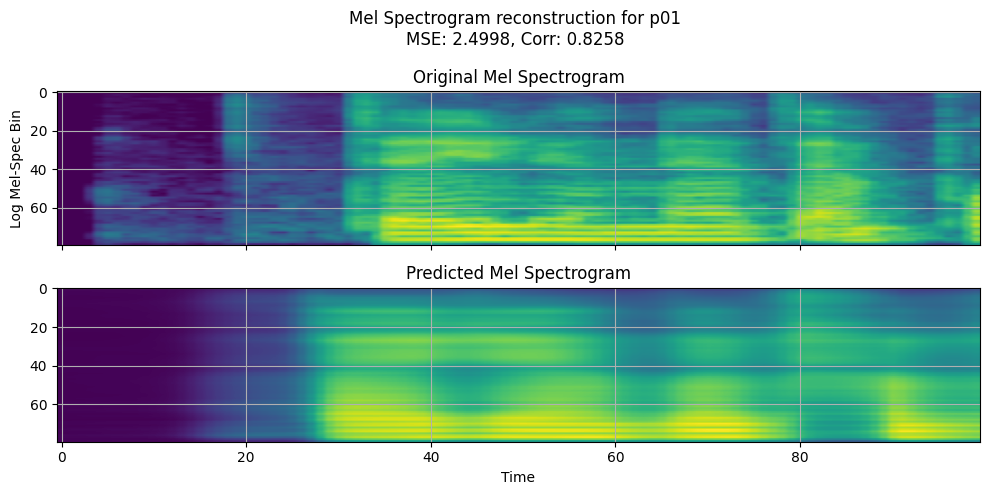 Mel Spectrogram reconstruction for p01
MSE: 2.4998, Corr: 0.8258
Original Mel Spectrogram
0
20
40
60
Log Mel-Spec Bin
Predicted Mel Spectrogram
0
20
40
60
0 20 40 60 80
Time